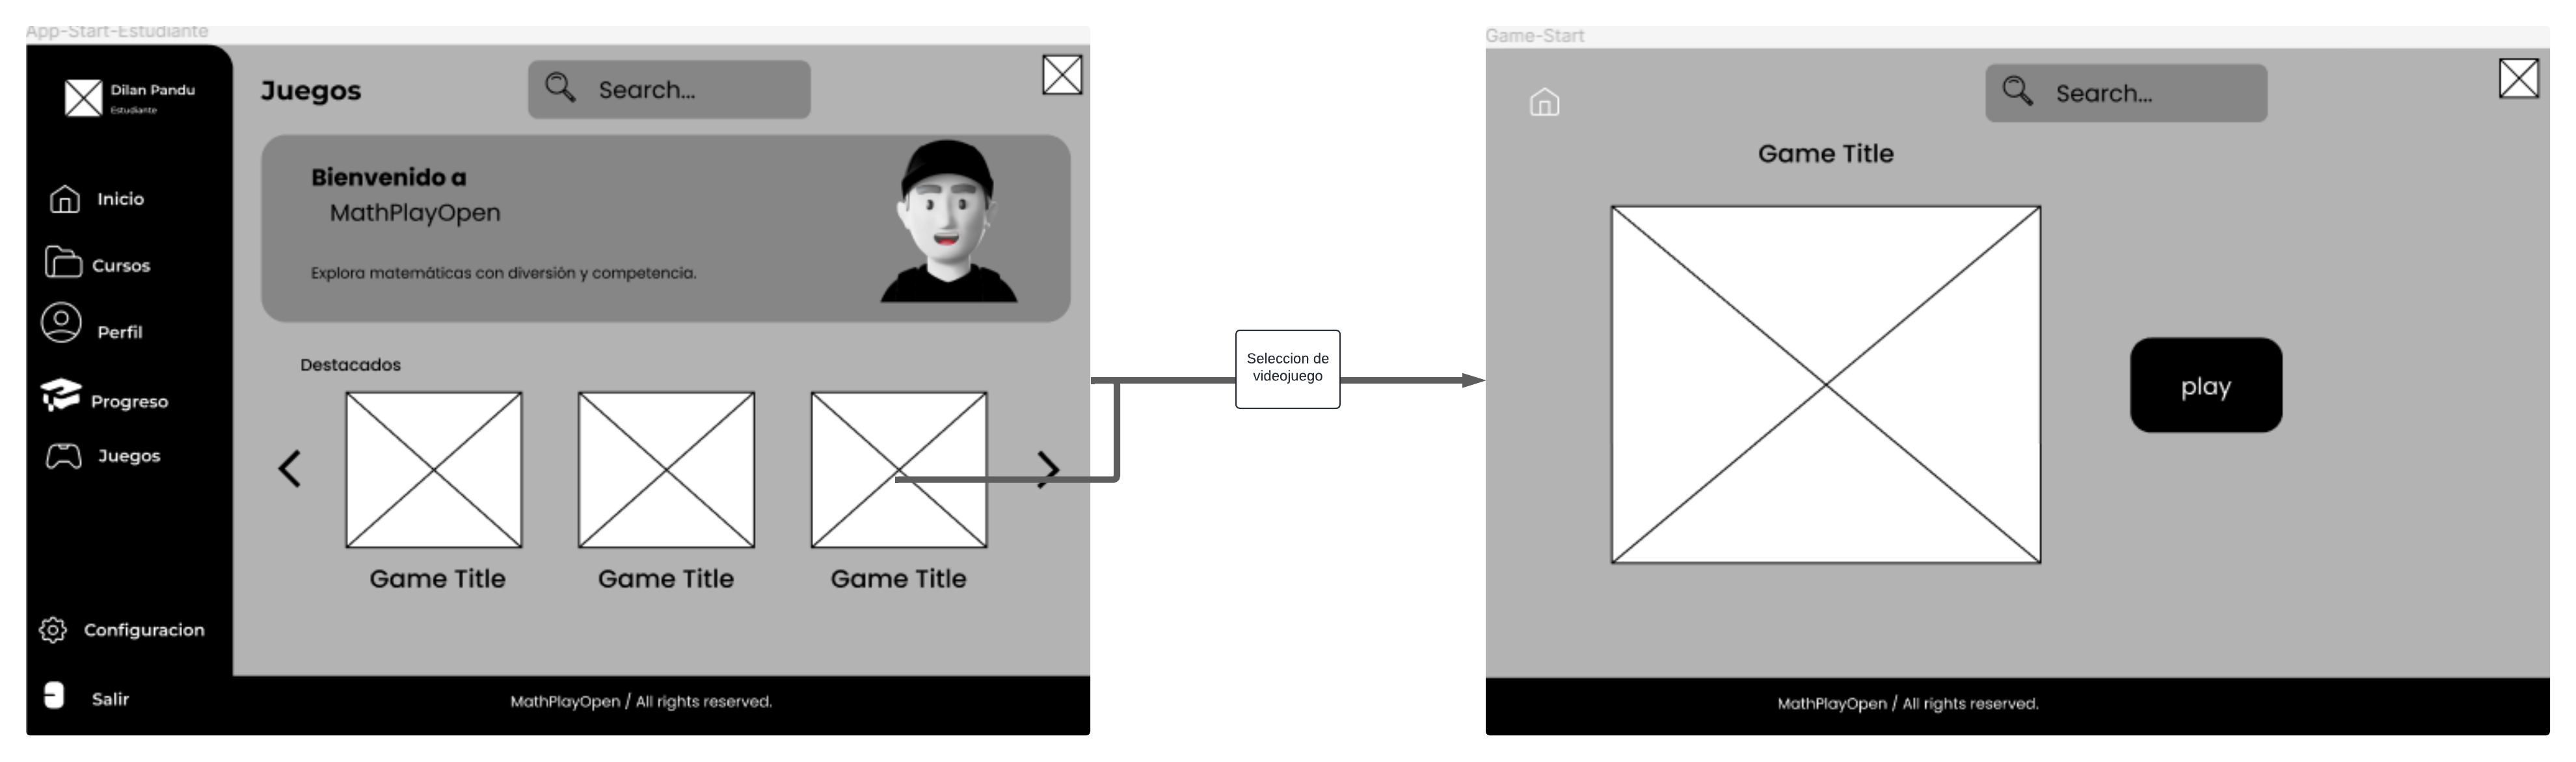 App-Start-Estudiante
Dilan Pandu
Estudiante
Inicio
Cursos
Perfil
Progreso
Juegos
Configuracion
Salir
Juegos
Search...
Bienvenido a
MathPlayOpen
Explora matemáticas con diversión y competencia.
Destacados
Game Title
Game Title
Game Title
MathPlayOpen / All rights reserved.
Seleccion de
videojuego
Game-Start
Search...
Game Title
play
MathPlayOpen / All rights reserved.